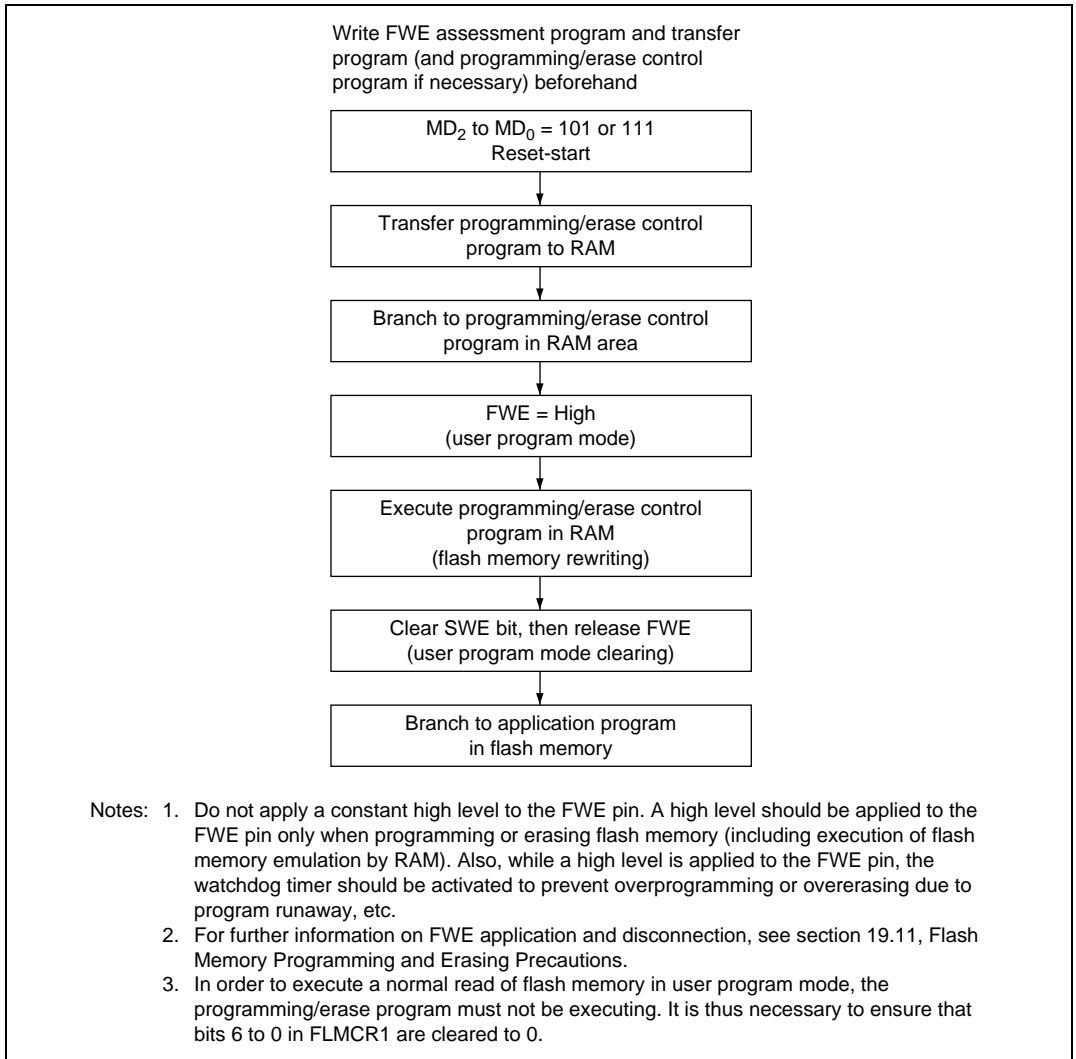 Write FWE assessment program and transfer
program (and programming/erase control
program if necessary) beforehand
MD2 to MD0 = 101 or 111
Reset-start
Transfer programming/erase control
program to RAM
Branch to programming/erase control
program in RAM area
FWE = High
(user program mode)
Execute programming/erase control
program in RAM
(flash memory rewriting)
Clear SWE bit, then release FWE
(user program mode clearing)
Branch to application program
in flash memory
Notes: 1. Do not apply a constant high level to the FWE pin. A high level should be applied to the
FWE pin only when programming or erasing flash memory (including execution of flash
memory emulation by RAM). Also, while a high level is applied to the FWE pin, the
watchdog timer should be activated to prevent overprogramming or overerasing due to
program runaway, etc.
2. For further information on FWE application and disconnection, see section 19.11, Flash
Memory Programming and Erasing Precautions.
3. In order to execute a normal read of flash memory in user program mode, the
programming/erase program must not be executing. It is thus necessary to ensure that
bits 6 to 0 in FLMCR1 are cleared to 0.